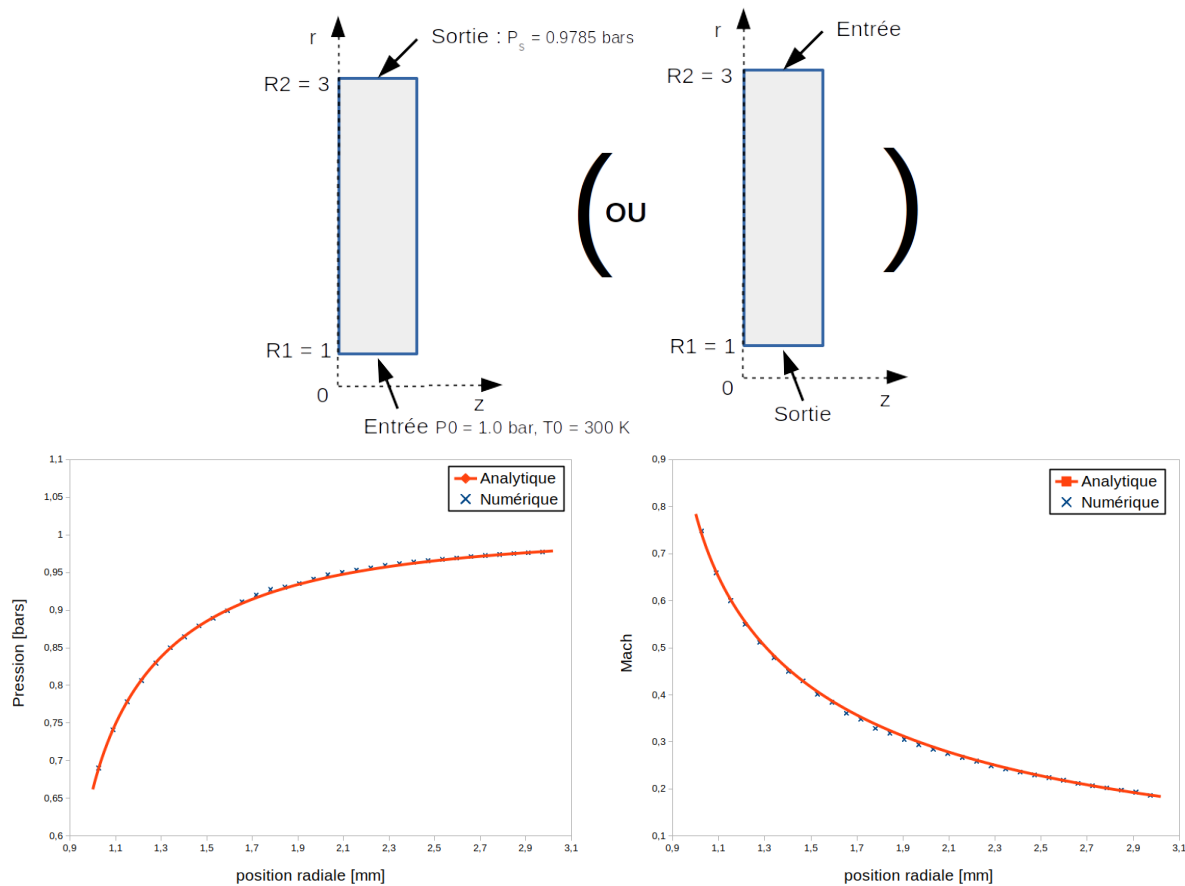 r
Sortie : Ps = 0.9785 bars
R2 = 3
R1 = 1
0
z
Entrée P0 = 1.0 bar, T0 = 300 K
( OU )
r
Entrée
R2 = 3
R1 = 1
0
z
Sortie
Pression [bars]
1,1
1,05
1
0,95
0,9
0,85
0,8
0,75
0,7
0,65
0,6
0,9 1,1 1,3 1,5 1,7 1,9 2,1 2,3 2,5 2,7 2,9 3,1
position radiale [mm]
Analytique
Numérique
Mach
0,9
0,8
0,7
0,6
0,5
0,4
0,3
0,2
0,1
0,9 1,1 1,3 1,5 1,7 1,9 2,1 2,3 2,5 2,7 2,9 3,1
position radiale [mm]
Analytique
Numérique